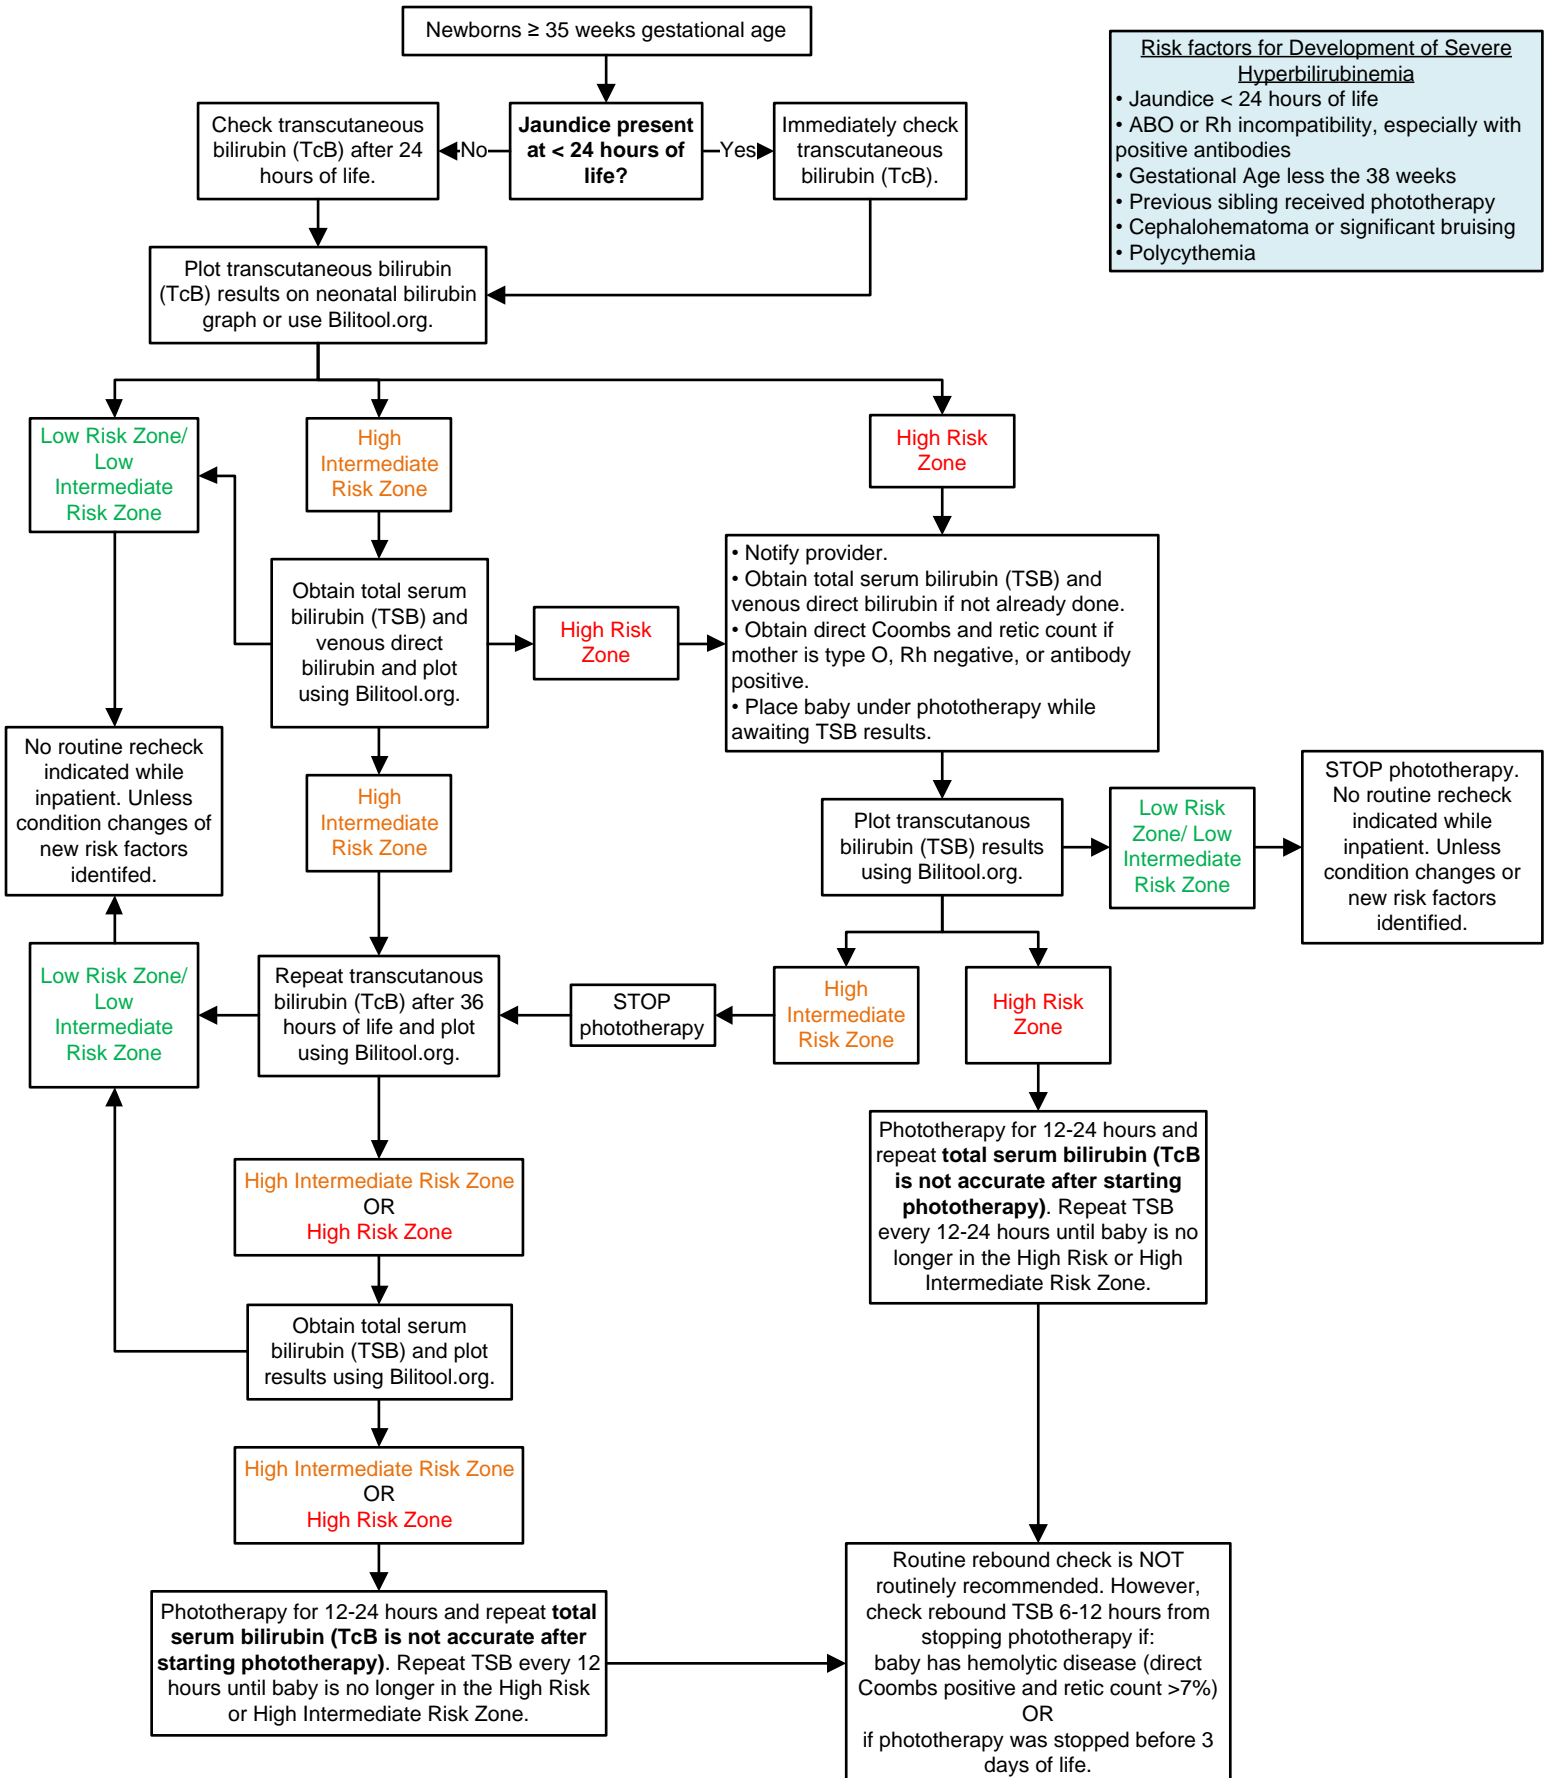 Newborns ≥ 35 weeks gestational age
Risk factors for Development of Severe
Hyperbilirubinemia
• Jaundice < 24 hours of life
• ABO or Rh incompatibility, especially with
positive antibodies
• Gestational Age less the 38 weeks
• Previous sibling received phototherapy
• Cephalohematoma or significant bruising
• Polycythemia
Check transcutaneous
bilirubin (TcB) after 24
hours of life.
No
Jaundice present
at < 24 hours of
life?
Yes
Immediately check
transcutaneous
bilirubin (TcB).
Plot transcutaneous bilirubin
(TcB) results on neonatal bilirubin
graph or use Bilitool.org.
Low Risk Zone/
Low
Intermediate
Risk Zone
High
Intermediate
Risk Zone
High Risk
Zone
Obtain total serum
bilirubin (TSB) and
venous direct
bilirubin and plot
using Bilitool.org.
High Risk
Zone
• Notify provider.
• Obtain total serum bilirubin (TSB) and
venous direct bilirubin if not already done.
• Obtain direct Coombs and retic count if
mother is type O, Rh negative, or antibody
positive.
• Place baby under phototherapy while
awaiting TSB results.
No routine recheck
indicated while
inpatient. Unless
condition changes of
new risk factors
identifed.
High
Intermediate
Risk Zone
Plot transcutanous
bilirubin (TSB) results
using Bilitool.org.
Low Risk
Zone/ Low
Intermediate
Risk Zone
STOP phototherapy.
No routine recheck
indicated while
inpatient. Unless
condition changes or
new risk factors
identified.
Low Risk Zone/
Low
Intermediate
Risk Zone
Repeat transcutanous
bilirubin (TcB) after 36
hours of life and plot
using Bilitool.org.
STOP
phototherapy
High
Intermediate
Risk Zone
High Risk
Zone
Phototherapy for 12-24 hours and
repeat total serum bilirubin (TcB
is not accurate after starting
phototherapy). Repeat TSB
every 12-24 hours until baby is no
longer in the High Risk or High
Intermediate Risk Zone.
High Intermediate Risk Zone
OR
High Risk Zone
Obtain total serum
bilirubin (TSB) and plot
results using Bilitool.org.
High Intermediate Risk Zone
OR
High Risk Zone
Phototherapy for 12-24 hours and repeat total
serum bilirubin (TcB is not accurate after
starting phototherapy). Repeat TSB every 12
hours until baby is no longer in the High Risk
or High Intermediate Risk Zone.
Routine rebound check is NOT
routinely recommended. However,
check rebound TSB 6-12 hours from
stopping phototherapy if:
baby has hemolytic disease (direct
Coombs positive and retic count >7%)
OR
if phototherapy was stopped before 3
days of life.